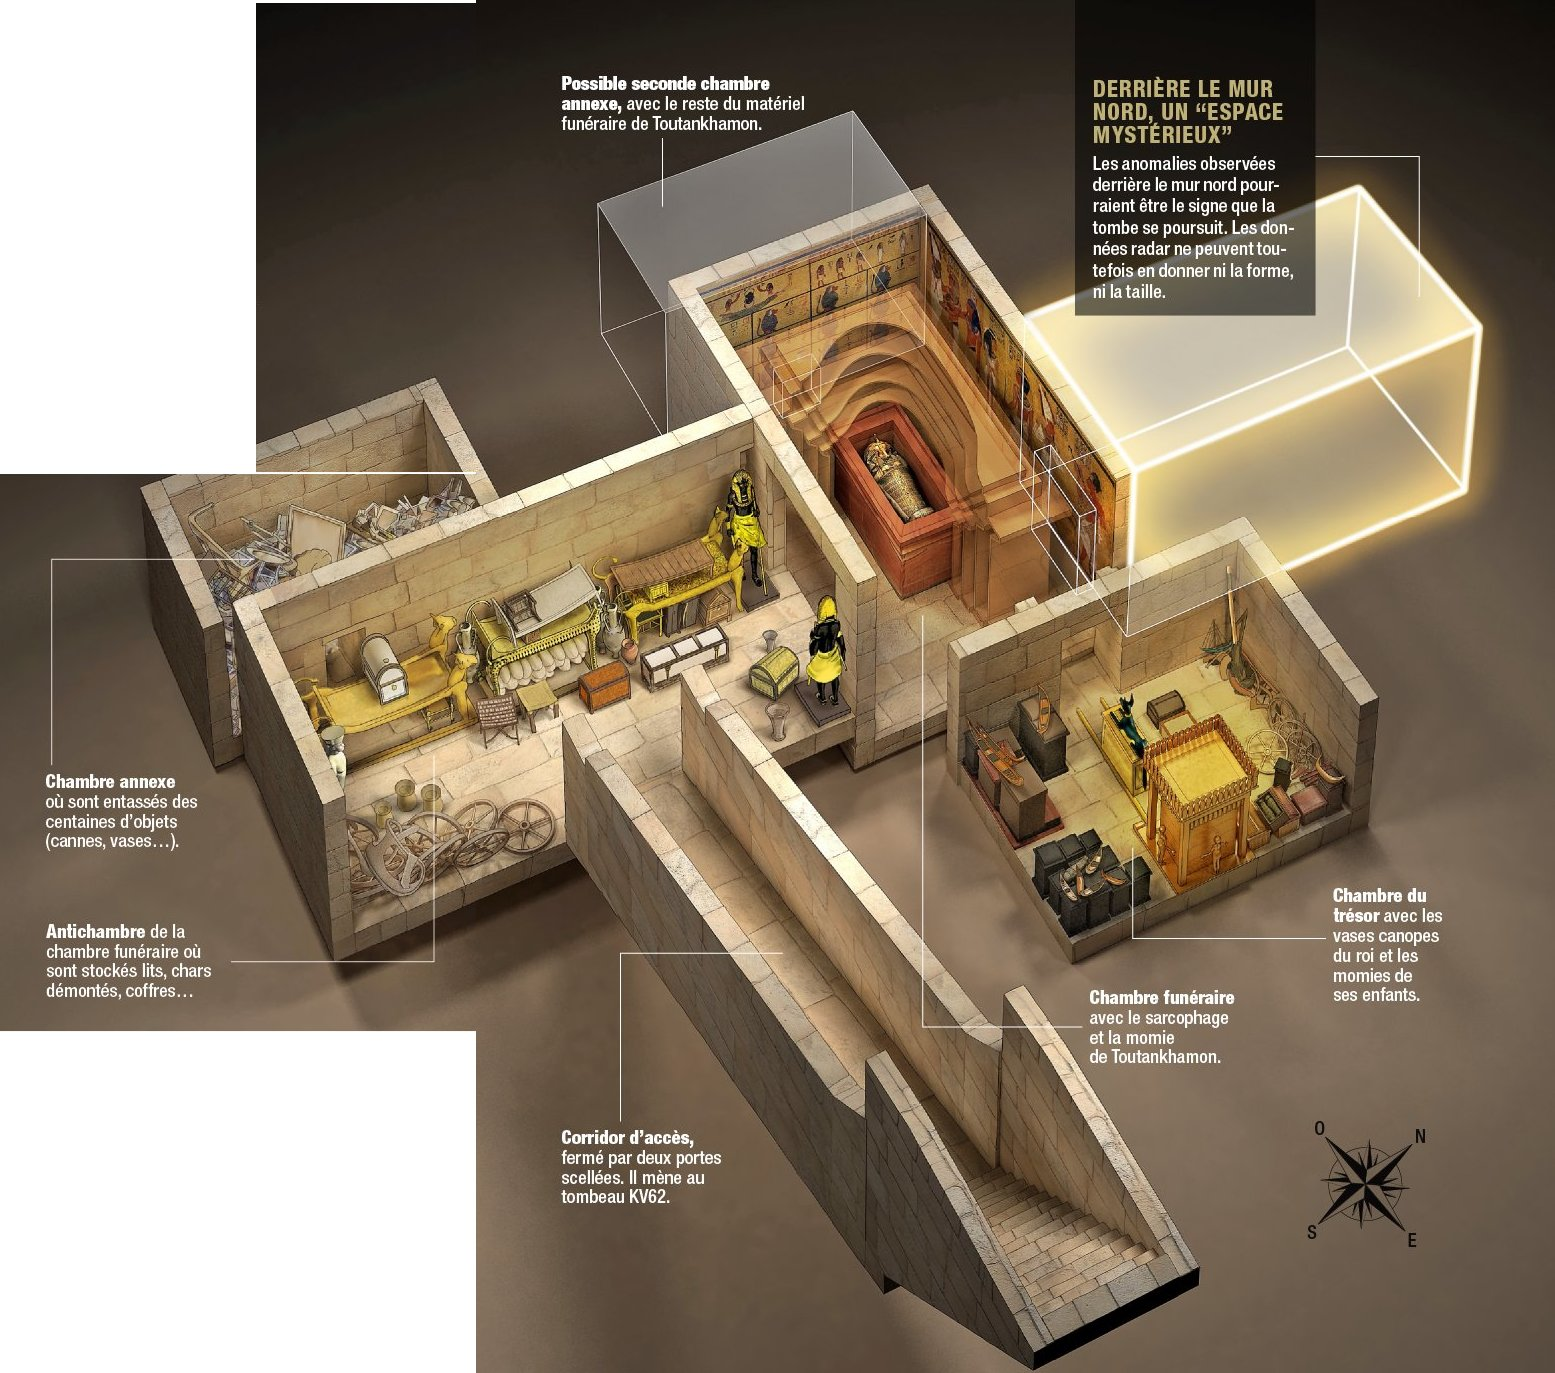 Possible seconde chambre
annexe, avec le reste du matériel
funéraire de Toutankhamon.
DERRIÈRE LE MUR
NORD, UN “ESPACE
MYSTÉRIEUX”
Les anomalies observées
derrière le mur nord pour-
raient être le signe que la
tombe se poursuit. Les don-
nées radar ne peuvent tou-
tefois en donner ni la forme,
ni la taille.
Chambre annexe
où sont entassés des
centaines d’objets
(cannes, vases…).
Antichambre de la
chambre funéraire où
sont stockés lits, chars
démontés, coffres…
Corridor d’accès,
fermé par deux portes
scellées. Il mène au
tombeau KV62.
Chambre funéraire
avec le sarcophage
et la momie
de Toutankhamon.
Chambre du
trésor avec les
vases canopes
du roi et les
momies de
ses enfants.
O
N
S
E